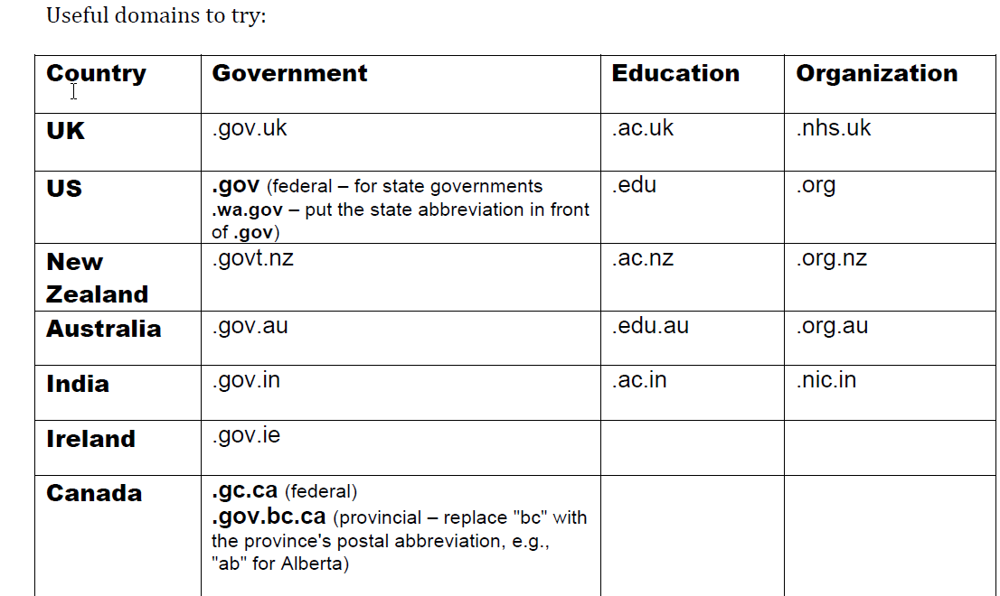 Useful domains to try:
Country Government Education Organization
UK .gov.uk .ac.uk .nhs.uk
US .gov (federal – for state governments .edu .org
.wa.gov – put the state abbreviation in front
of .gov)
New .govt.nz .ac.nz .org.nz
Zealand
Australia .gov.au .edu.au .org.au
India .gov.in .ac.in .nic.in
Ireland .gov.ie
Canada .gc.ca (federal)
.gov.bc.ca (provincial – replace "bc" with
the province's postal abbreviation, e.g.,
"ab" for Alberta)